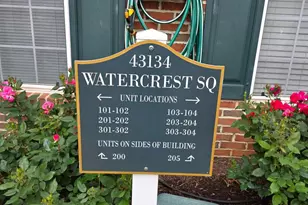 43134
WATERCREST SQ
← UNIT LOCATIONS →
101-102 103-104
201-202 203-204
301-302 303-304
UNITS ON SIDES OF BUILDING
↑ 200 205 ↗